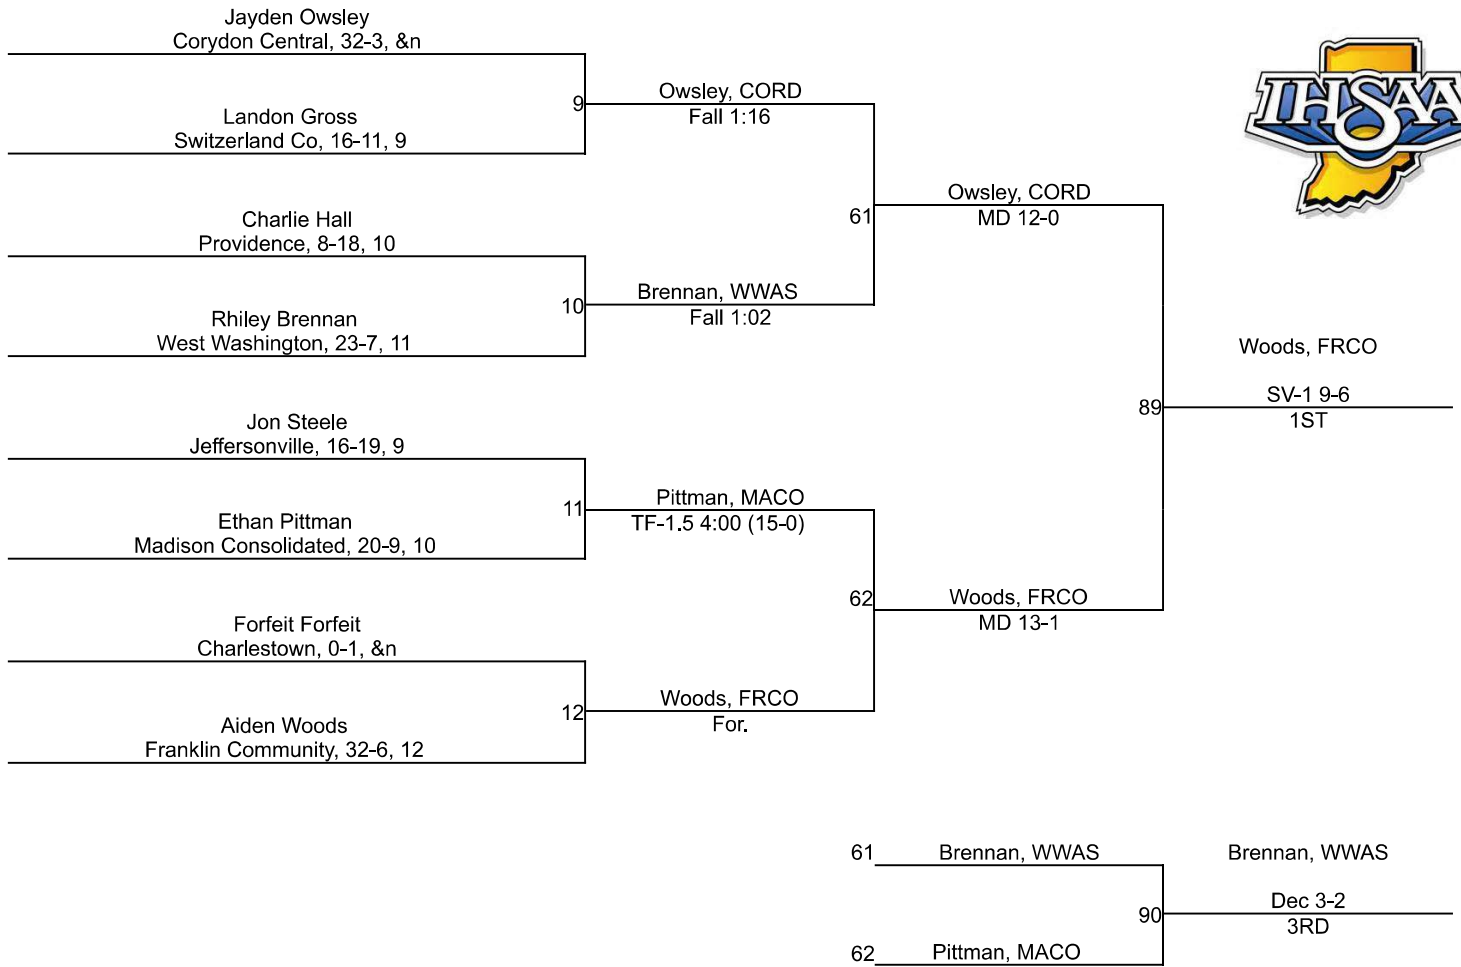 Jayden Owsley
Corydon Central, 32-3, &n
Landon Gross
Switzerland Co, 16-11, 9
9
Owsley, CORD
Fall 1:16
Charlie Hall
Providence, 8-18, 10
Rhiley Brennan
West Washington, 23-7, 11
10
Brennan, WWAS
Fall 1:02
61
Owsley, CORD
MD 12-0
Jon Steele
Jeffersonville, 16-19, 9
Ethan Pittman
Madison Consolidated, 20-9, 10
11
Pittman, MACO
TF-1.5 4:00 (15-0)
Forfeit Forfeit
Charlestown, 0-1, &n
Aiden Woods
Franklin Community, 32-6, 12
12
Woods, FRCO
For.
62
Woods, FRCO
MD 13-1
89
Woods, FRCO
SV-1 9-6
1ST
IHSAA
61
Brennan, WWAS
62
Pittman, MACO
90
Brennan, WWAS
Dec 3-2
3RD